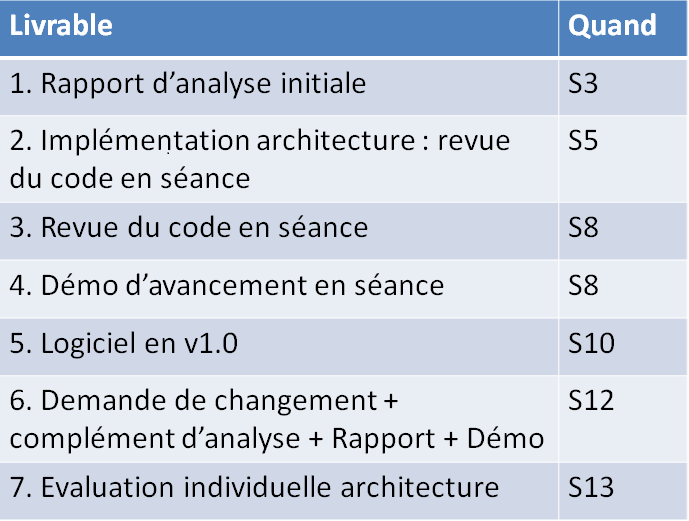 Livrable Quand
1. Rapport d’analyse initiale S3
2. Implémentation architecture : revue S5
du code en séance
3. Revue du code en séance S8
4. Démo d’avancement en séance S8
5. Logiciel en v1.0 S10
6. Demande de changement + S12
complément d’analyse + Rapport + Démo
7. Evaluation individuelle architecture S13